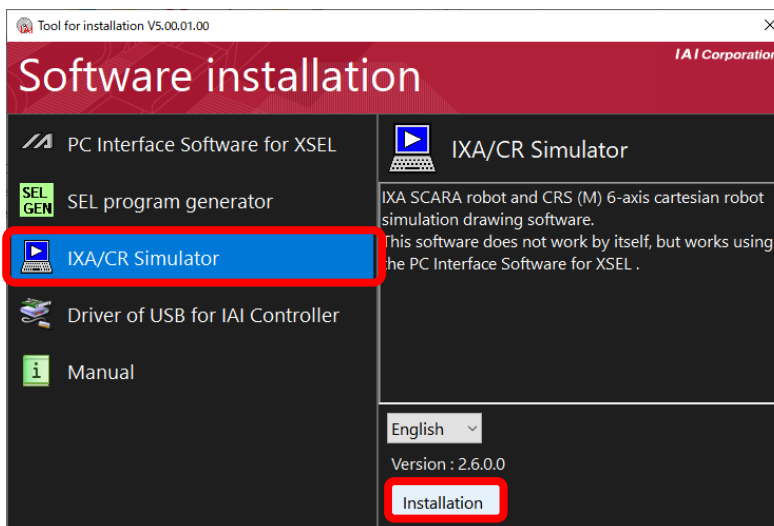 Tool for installation V5.00.01.00
Software installation
IAI Corporation
PC Interface Software for XSEL
SEL
GEN
SEL program generator
IXA/CR Simulator
Driver of USB for IAI Controller
i
Manual
IXA/CR Simulator
IXA SCARA robot and CRS (M) 6-axis cartesian robot
simulation drawing software.
This software does not work by itself, but works using
the PC Interface Software for XSEL .
English
Version : 2.6.0.0
Installation